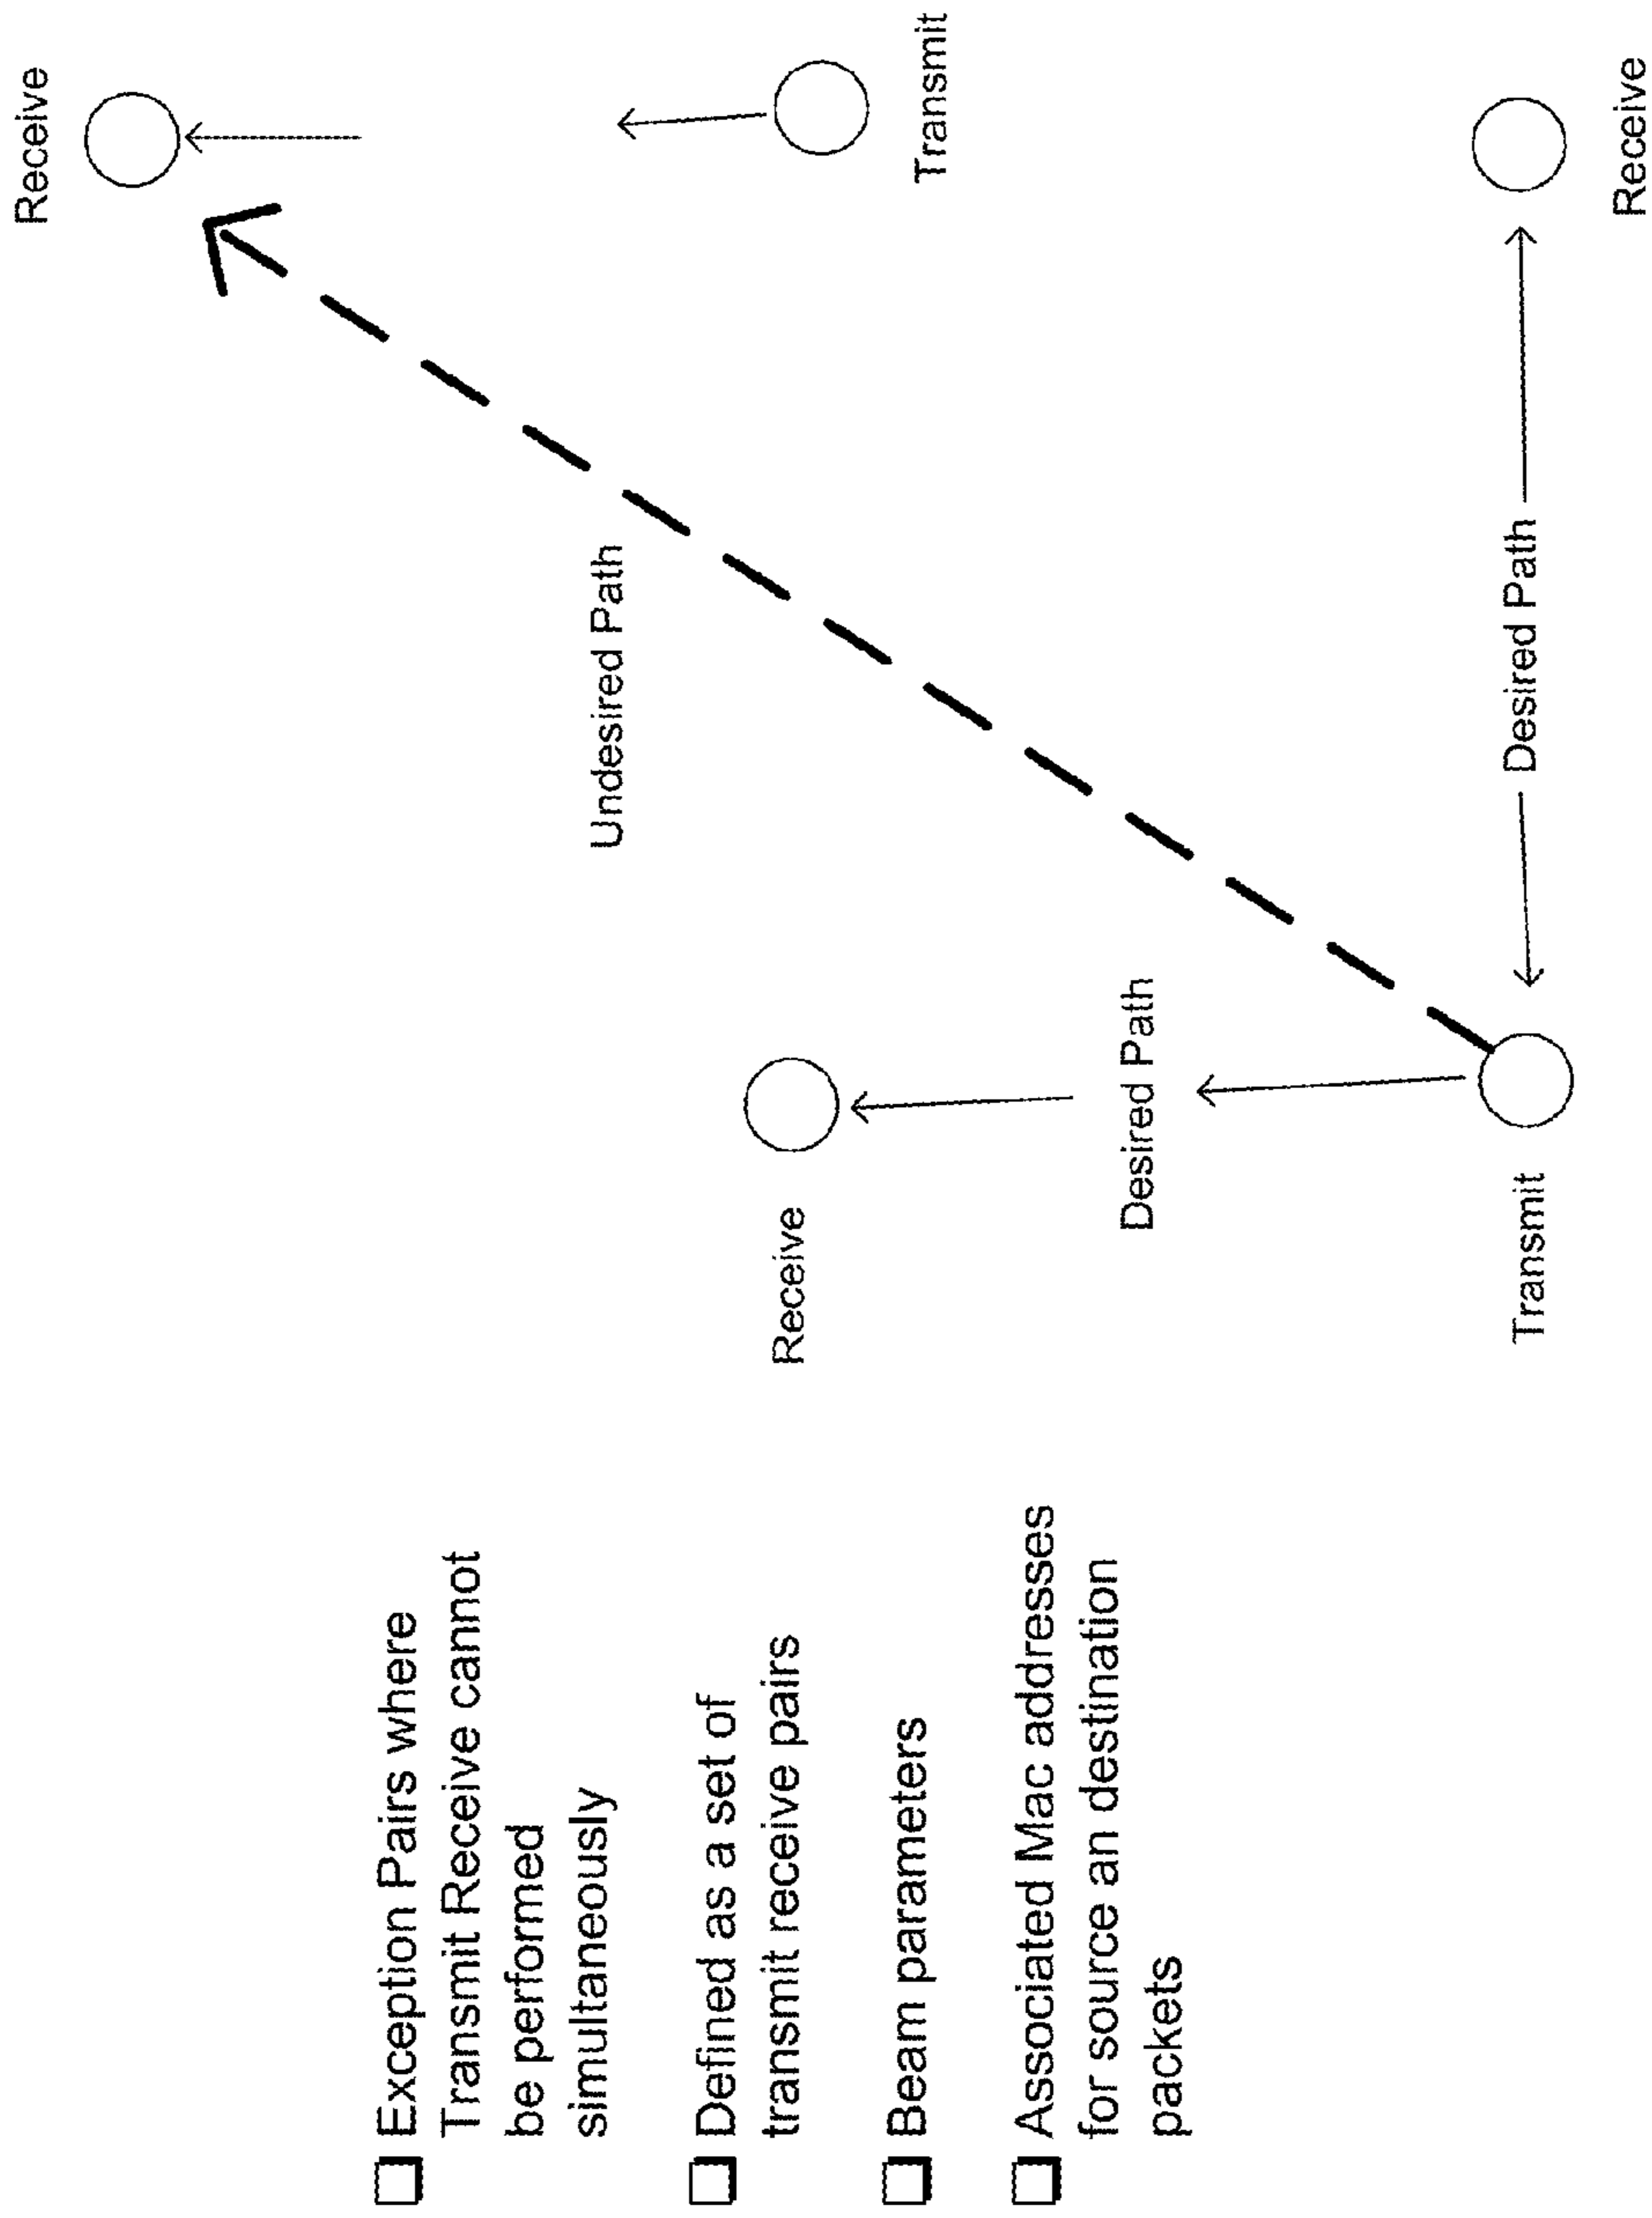 Exception Pairs where
Transmit Receive cannot
be performed
simultaneously
Defined as a set of
transmit receive pairs
Beam parameters
Associated Mac addresses
for source an destination
packets
Receive
Undesired Path
Receive
Transmit
Desired Path
Transmit
Desired Path
Receive